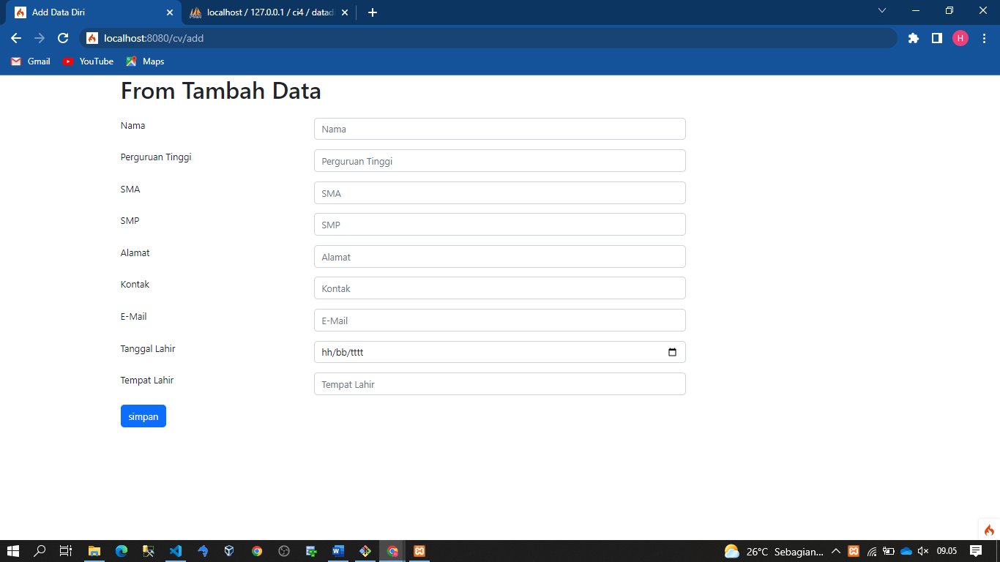 Add Data Diri
localhost / 127.0.0.1 / ci4 / datad
localhost:8080/cv/add
H
Gmail
YouTube
Maps
From Tambah Data
Nama
Nama
Perguruan Tinggi
Perguruan Tinggi
SMA
SMA
SMP
SMP
Alamat
Alamat
Kontak
Kontak
E-Mail
E-Mail
Tanggal Lahir
hh/bb/tttt
Tempat Lahir
Tempat Lahir
simpan
26°C Sebagian...
09.05